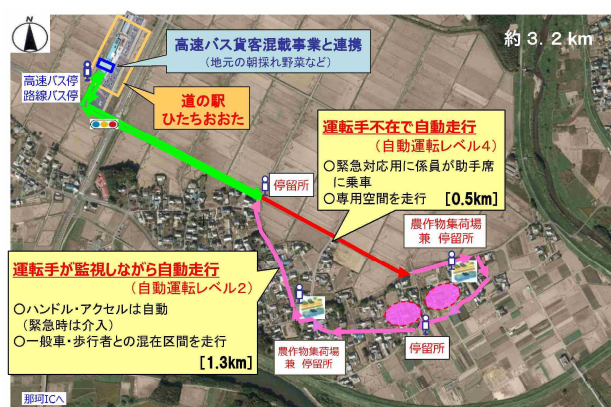 N
約3.2km
高速バス貨客混載事業と連携
（地元の朝採れ野菜など）
高速バス停
路線バス停
道の駅
ひたちおおた
運転手不在で自動走行
（自動運転レベル4）
○緊急対応用に係員が助手席
に乗車
○専用空間を走行
[0.5km]
停留所
農作物集荷場
兼 停留所
運転手が監視しながら自動走行
（自動運転レベル2）
○ハンドル・アクセルは自動
（緊急時は介入）
○一般車・歩行者との混在区間を走行
[1.3km]
農作物集荷場
兼 停留所
停留所
那珂ICへ